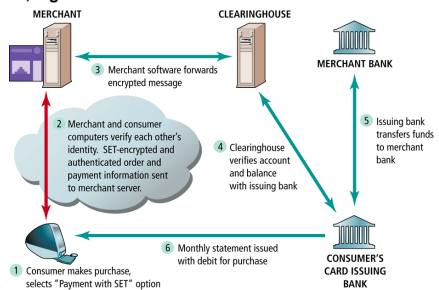 MERCHANT
CLEARINGHOUSE
MERCHANT BANK
3 Merchant software forwards
encrypted message
2 Merchant and consumer
computers verify each other's
identity. SET-encrypted and
authenticated order and
payment information sent
to merchant server.
4 Clearinghouse
verifies account
and balance
with issuing bank
5 Issuing bank
transfers funds
to merchant
bank
6 Monthly statement issued
with debit for purchase
1 Consumer makes purchase,
selects "Payment with SET" option
CONSUMER'S
CARD ISSUING
BANK